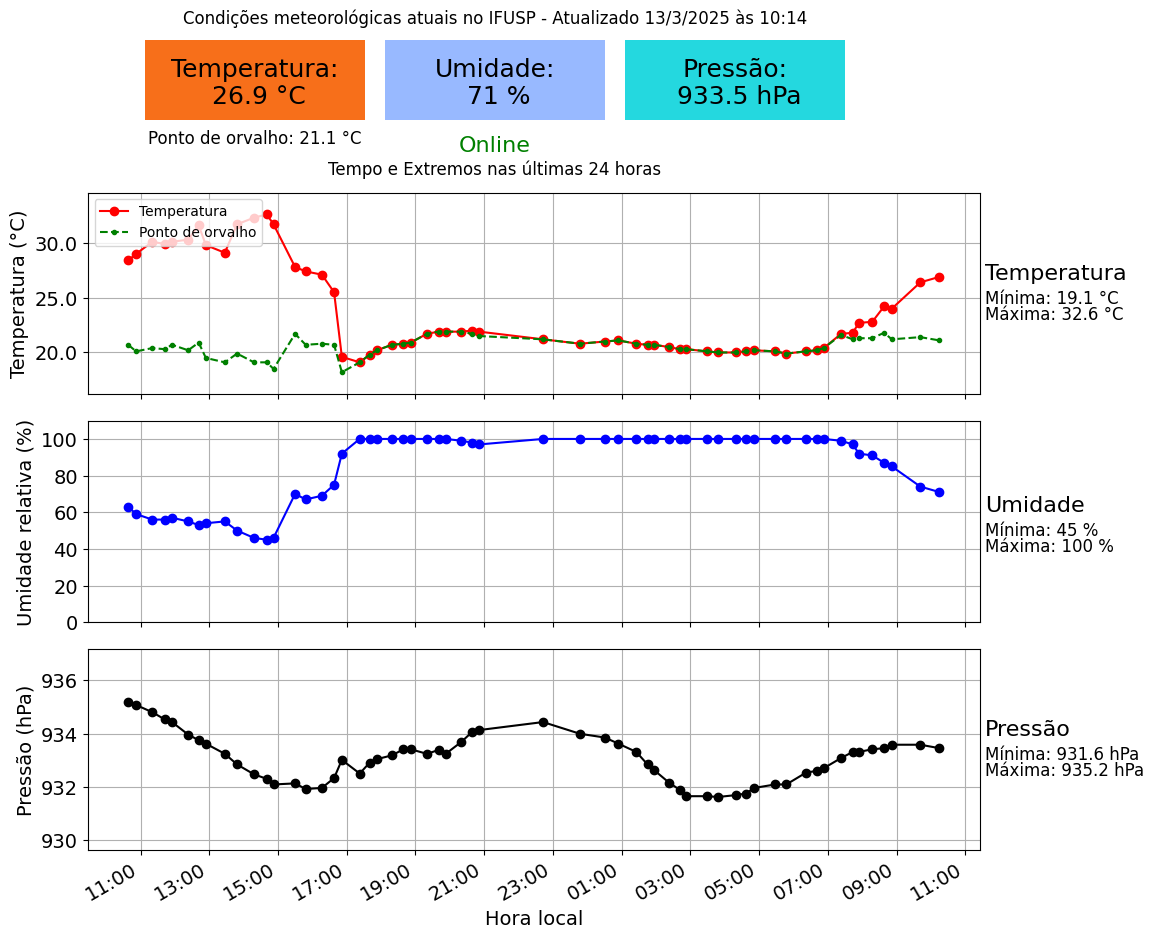 Condições meteorológicas atuais no IFUSP - Atualizado 13/3/2025 às 10:14
Temperatura:
26.9 °C
Umidade:
71 %
Pressão:
933.5 hPa
Ponto de orvalho: 21.1 °C
Online
Tempo e Extremos nas últimas 24 horas
Temperatura (°C)
30.0
25.0
20.0
Temperatura
Ponto de orvalho
Temperatura
Mínima: 19.1 °C
Máxima: 32.6 °C
Umidade relativa (%)
100
80
60
40
20
0
Umidade
Mínima: 45 %
Máxima: 100 %
Pressão (hPa)
936
934
932
930
Pressão
Mínima: 931.6 hPa
Máxima: 935.2 hPa
11:00 13:00 15:00 17:00 19:00 21:00 23:00 01:00 03:00 05:00 07:00 09:00 11:00
Hora local